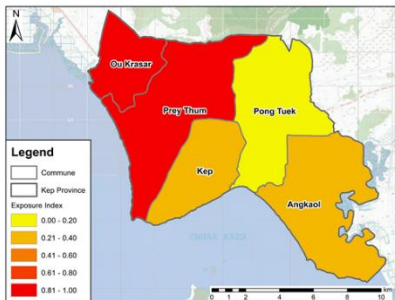 N
Ou Krasar
Prey Thum
Pong Tuek
Kep
Angkaol
Legend
Commune
Kep Province
Exposure Index
0.00 - 0.20
0.21 - 0.40
0.41 - 0.60
0.61 - 0.80
0.81 - 1.00
km
0 1 2 4 6 8 10